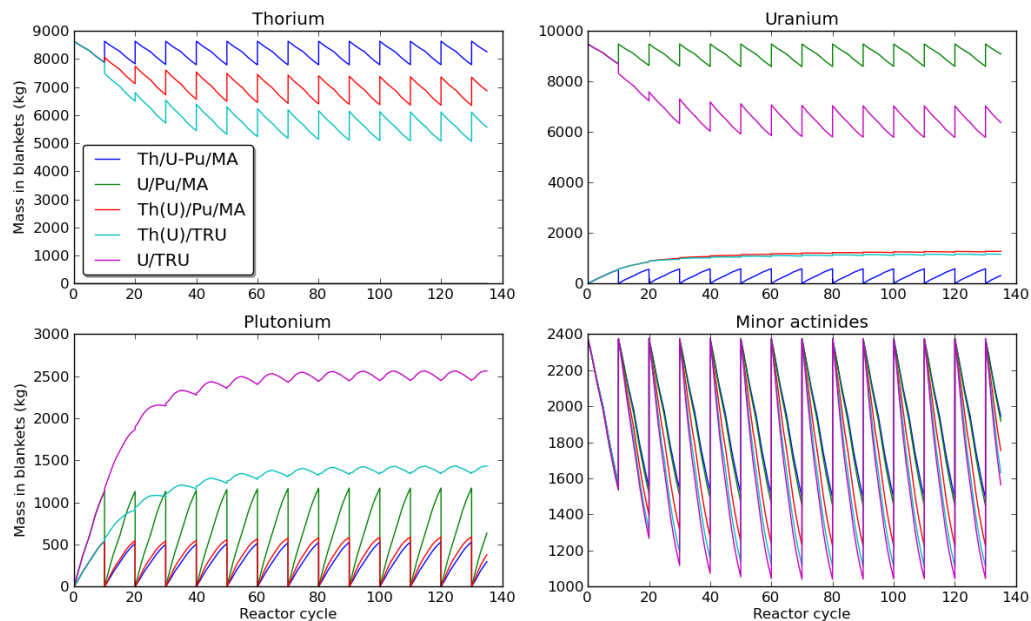 Thorium
Mass in blankets (kg)
9000
8000
7000
6000
5000
4000
3000
2000
1000
0
0 20 40 60 80 100 120 140
Th/U-Pu/MA
U/Pu/MA
Th(U)/Pu/MA
Th(U)/TRU
U/TRU
Uranium
10000
8000
6000
4000
2000
0
0 20 40 60 80 100 120 140
Plutonium
Mass in blankets (kg)
3000
2500
2000
1500
1000
500
0
0 20 40 60 80 100 120 140
Reactor cycle
Minor actinides
2400
2200
2000
1800
1600
1400
1200
1000
0 20 40 60 80 100 120 140
Reactor cycle